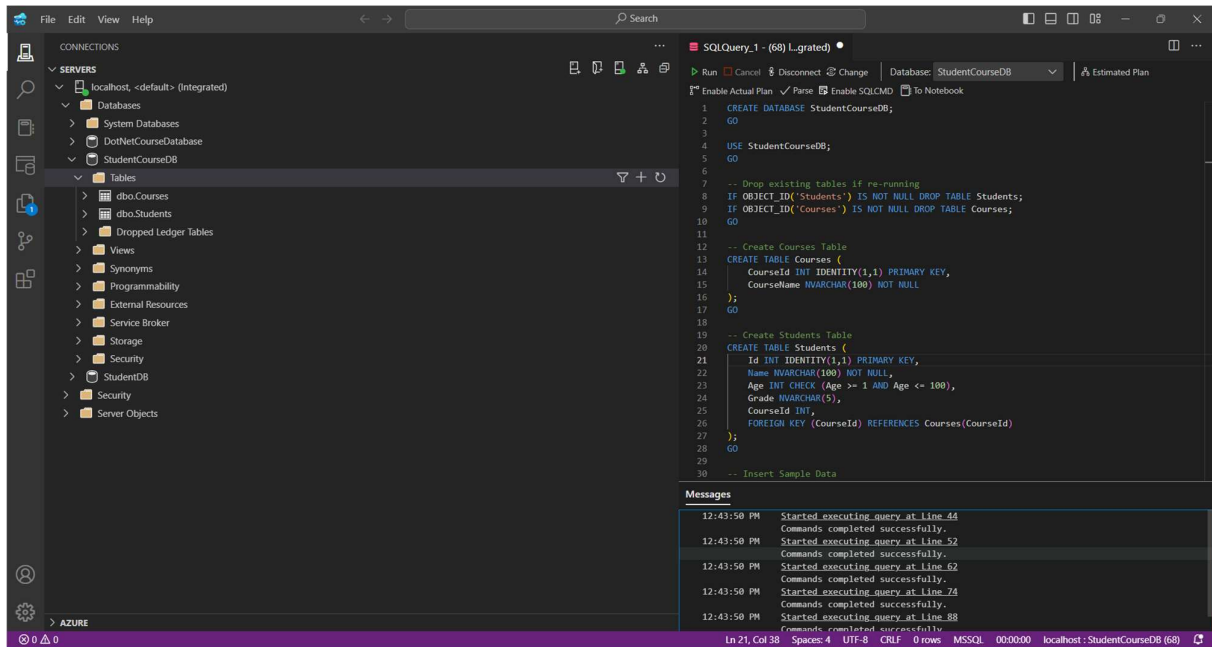 File Edit View Help
Search
CONNECTIONS
SERVERS
localhost, <default> (Integrated)
Databases
System Databases
DotNetCourseDatabase
StudentCourseDB
Tables
dbo.Courses
dbo.Students
Dropped Ledger Tables
Views
Synonyms
Programmability
External Resources
Service Broker
Storage
Security
StudentDB
Security
Server Objects
AZURE
1
SQLQuery_1 - (68) l...grated)
Run Cancel Disconnect Change Database: StudentCourseDB Estimated Plan
Enable Actual Plan Parse Enable SQLCMD To Notebook
1 CREATE DATABASE StudentCourseDB;
2 GO
3
4 USE StudentCourseDB;
5 GO
6
7 -- Drop existing tables if re-running
8 IF OBJECT_ID('Students') IS NOT NULL DROP TABLE Students;
9 IF OBJECT_ID('Courses') IS NOT NULL DROP TABLE Courses;
10 GO
11
12 -- Create Courses Table
13 CREATE TABLE Courses (
14 CourseId INT IDENTITY(1,1) PRIMARY KEY,
15 CourseName NVARCHAR(100) NOT NULL
16 );
17 GO
18
19 -- Create Students Table
20 CREATE TABLE Students (
21 Id INT IDENTITY(1,1) PRIMARY KEY,
22 Name NVARCHAR(100) NOT NULL,
23 Age INT CHECK (Age >= 1 AND Age <= 100),
24 Grade NVARCHAR(5),
25 CourseId INT,
26 FOREIGN KEY (CourseId) REFERENCES Courses(CourseId)
27 );
28 GO
29
30 -- Insert Sample Data
Messages
12:43:50 PM Started executing query at Line 44
Commands completed successfully.
12:43:50 PM Started executing query at Line 52
Commands completed successfully.
12:43:50 PM Started executing query at Line 62
Commands completed successfully.
12:43:50 PM Started executing query at Line 74
Commands completed successfully.
12:43:50 PM Started executing query at Line 88
Commands completed successfully.
0 0 Ln 21, Col 38 Spaces: 4 UTF-8 CRLF 0 rows MSSQL 00:00:00 localhost : StudentCourseDB (68)